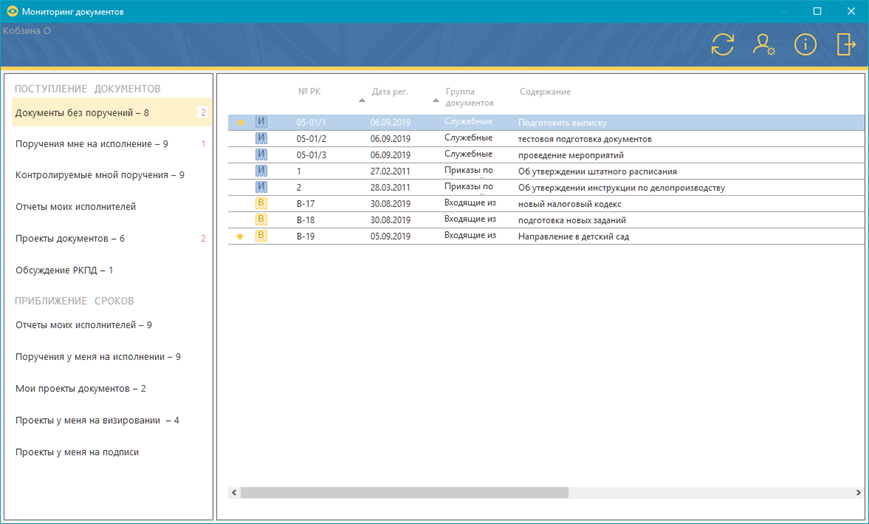 Мониторинг документов
Кобзина О
ПОСТУПЛЕНИЕ ДОКУМЕНТОВ
Документы без поручений – 8 2
Поручения мне на исполнение – 9 1
Контролируемые мной поручения – 9
Отчеты моих исполнителей
Проекты документов – 6 2
Обсуждение РКПД – 1
ПРИБЛИЖЕНИЕ СРОКОВ
Отчеты моих исполнителей – 9
Поручения у меня на исполнении – 9
Мои проекты документов – 2
Проекты у меня на визировании – 4
Проекты у меня на подписи
№ РК Дата рег. Группа документов Содержание
И 05-01/1 06.09.2019 Служебные Подготовить выписку
И 05-01/2 06.09.2019 Служебные тестовоя подготовка документов
И 05-01/3 06.09.2019 Служебные проведение мероприятий
И 1 27.02.2011 Приказы по Об утверждении штатного расписания
И 2 28.03.2011 Приказы по Об утверждении инструкции по делопроизводству
В В-17 30.08.2019 Входящие из новый налоговый кодекс
В В-18 30.08.2019 Входящие из подготовка новых заданий
В В-19 05.09.2019 Входящие из Направление в детский сад